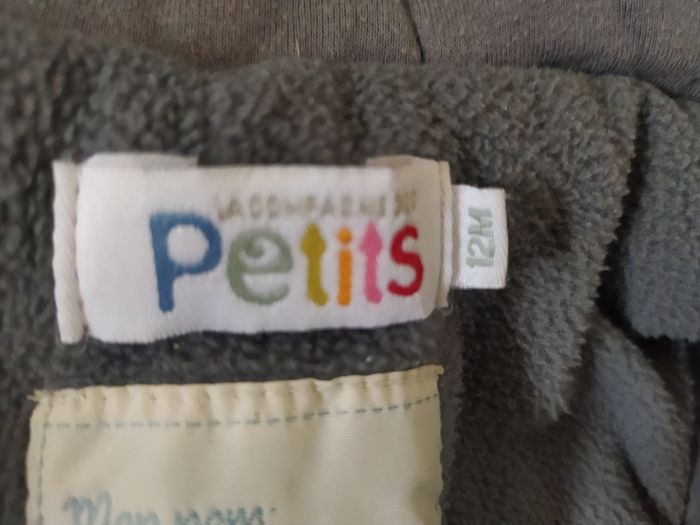 LA COMPAGNIE DES
Petits
12M
Mon nom: